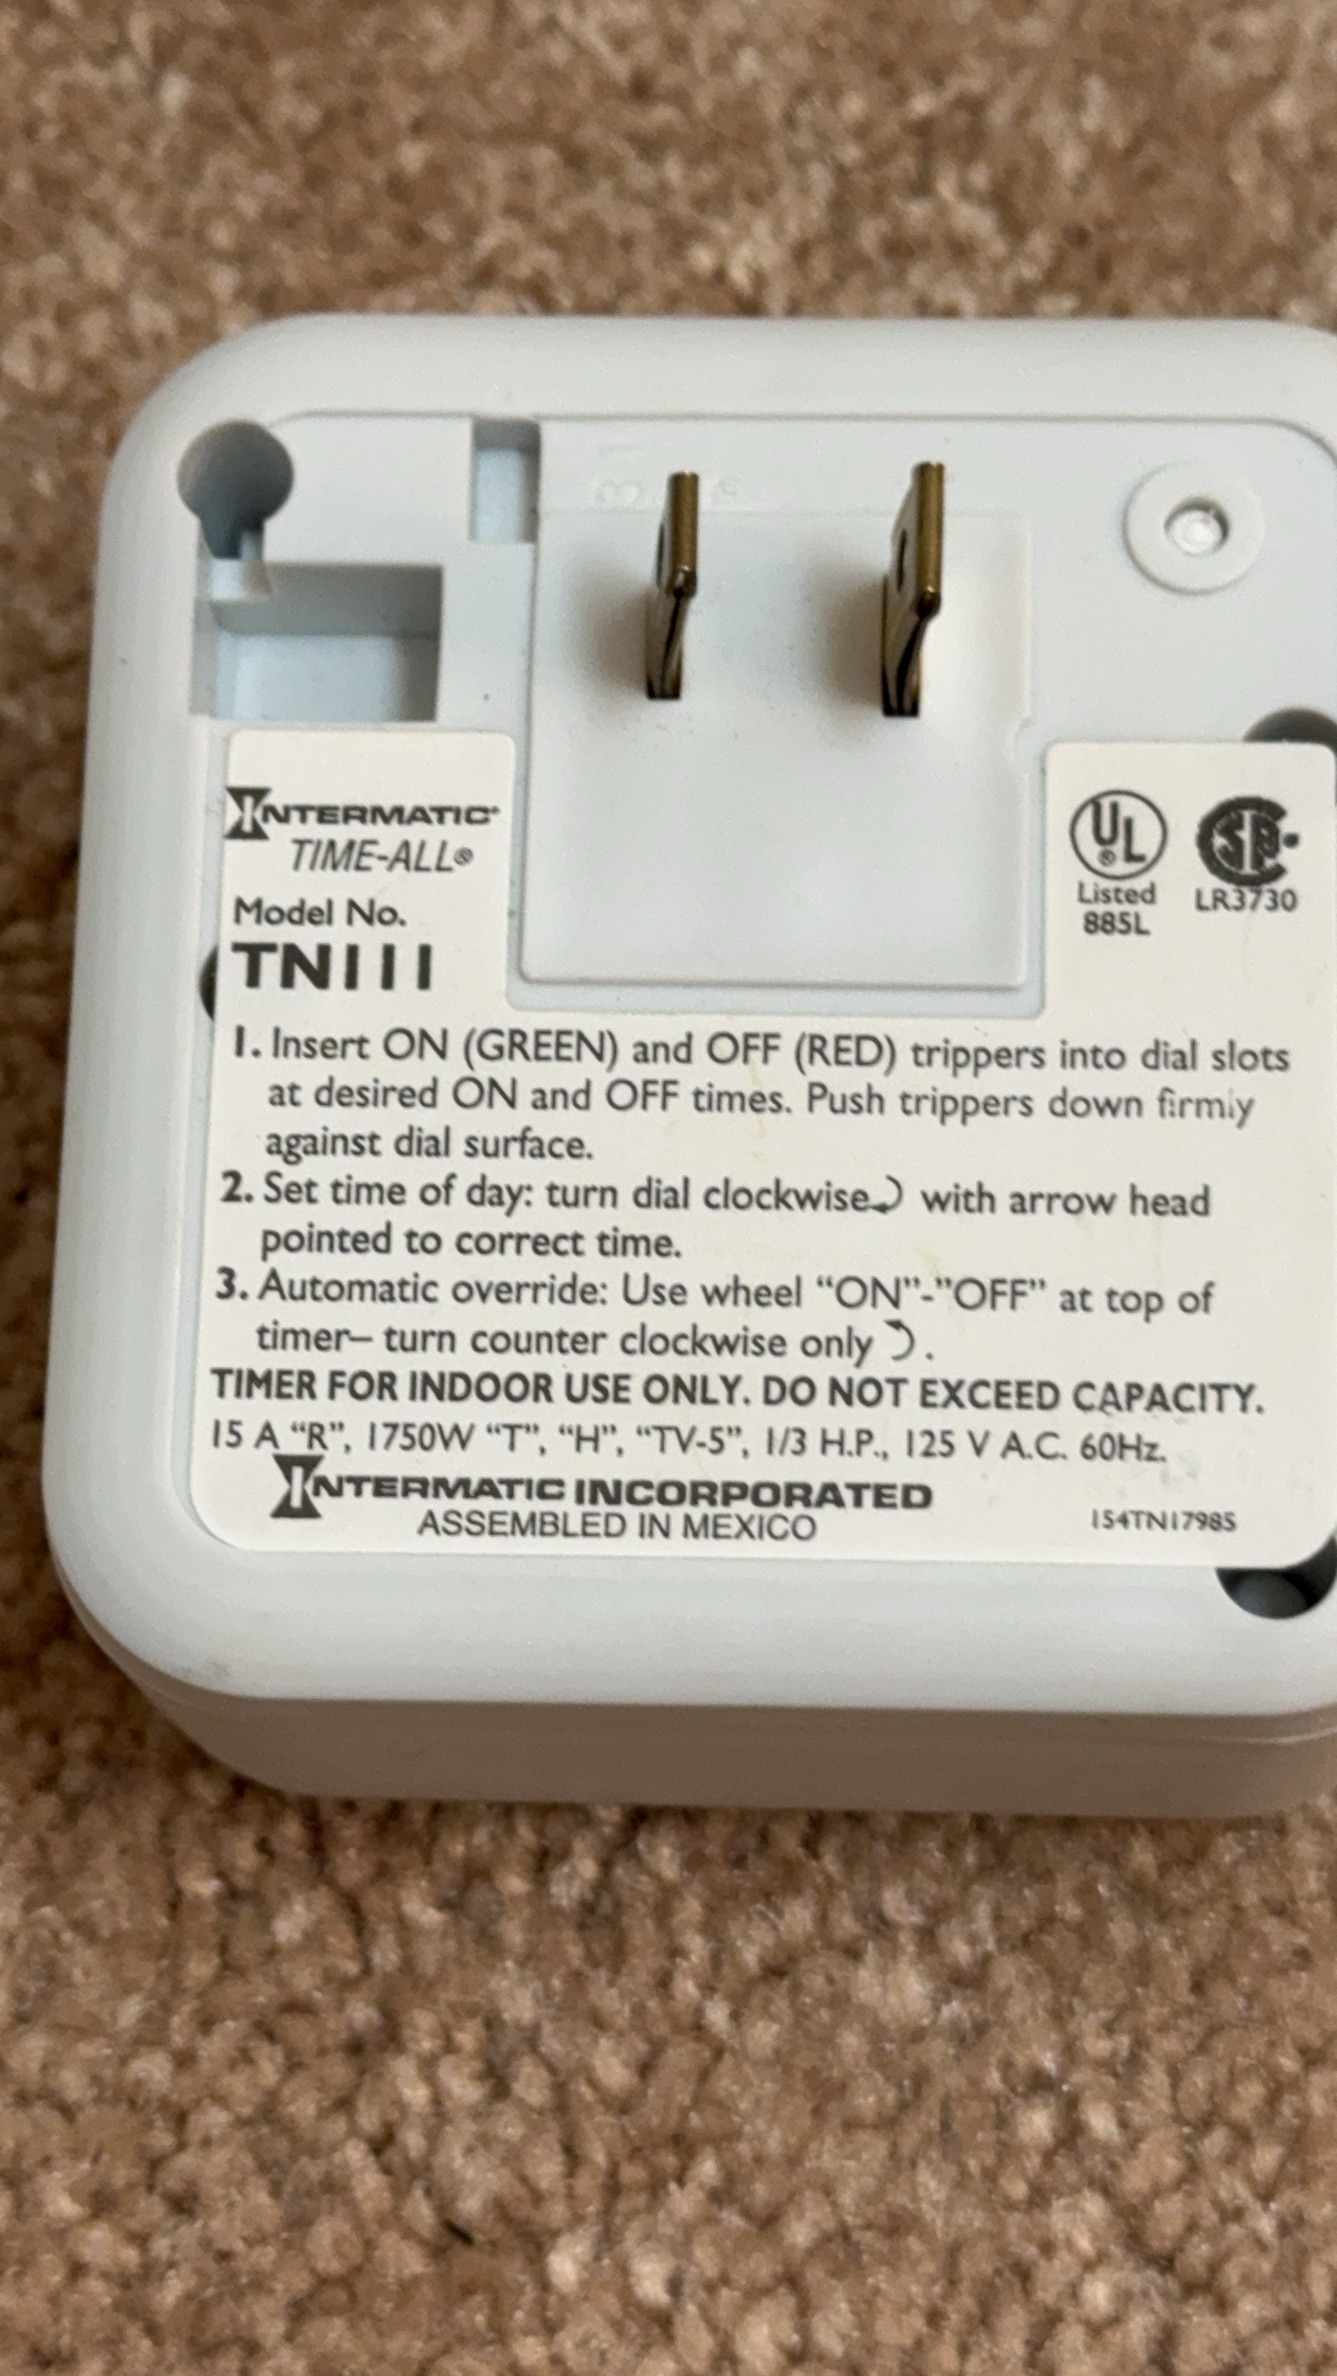 INTERMATIC®
TIME-ALL®
Model No.
TN111
UL
®
Listed
885L
LR3730
1. Insert ON (GREEN) and OFF (RED) trippers into dial slots
at desired ON and OFF times. Push trippers down firmly
against dial surface.
2. Set time of day: turn dial clockwise with arrow head
pointed to correct time.
3. Automatic override: Use wheel “ON”-”OFF” at top of
timer– turn counter clockwise only .
TIMER FOR INDOOR USE ONLY. DO NOT EXCEED CAPACITY.
15 A “R”, 1750W “T”, “H”, “TV-5”, 1/3 H.P., 125 V A.C. 60Hz.
INTERMATIC INCORPORATED
ASSEMBLED IN MEXICO
154TN17985